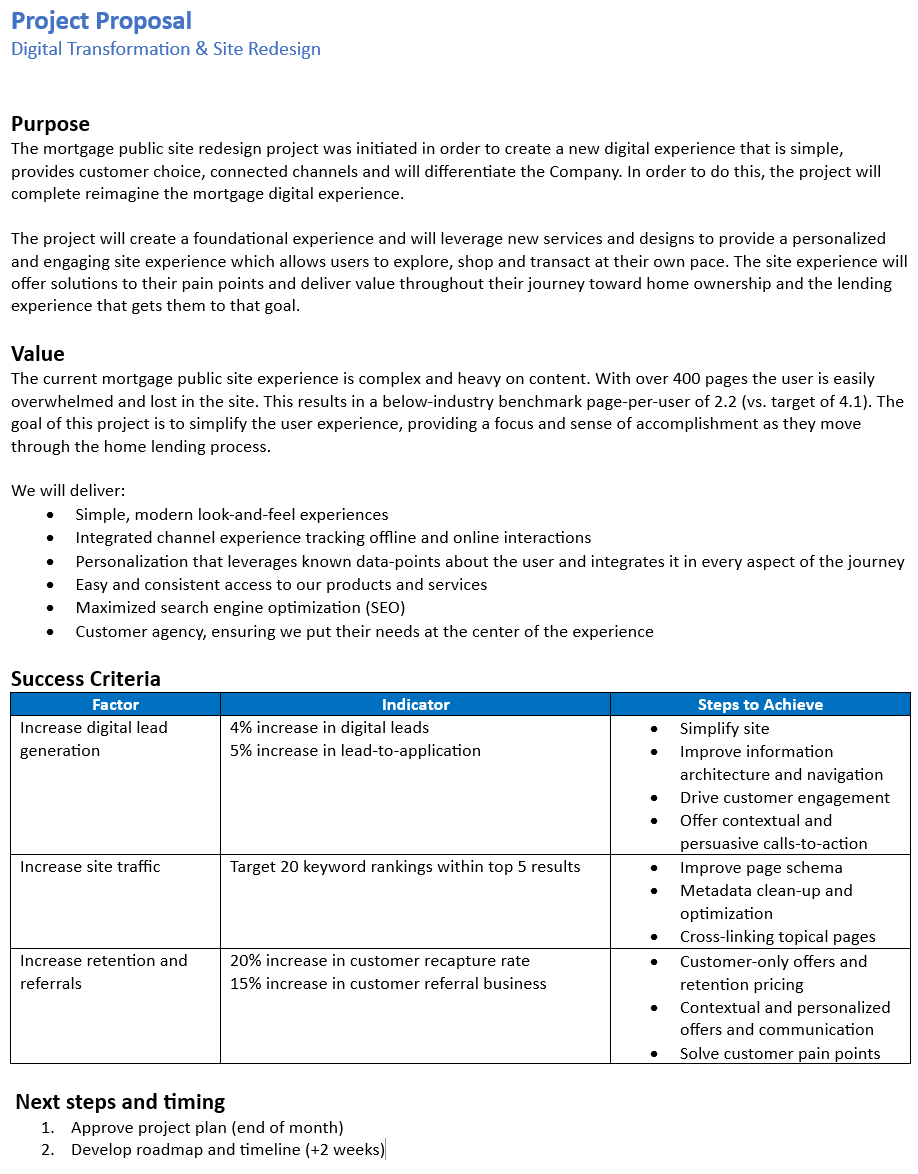 Project Proposal
Digital Transformation & Site Redesign
Purpose
The mortgage public site redesign project was initiated in order to create a new digital experience that is simple,
provides customer choice, connected channels and will differentiate the Company. In order to do this, the project will
complete reimagine the mortgage digital experience.
The project will create a foundational experience and will leverage new services and designs to provide a personalized
and engaging site experience which allows users to explore, shop and transact at their own pace. The site experience will
offer solutions to their pain points and deliver value throughout their journey toward home ownership and the lending
experience that gets them to that goal.
Value
The current mortgage public site experience is complex and heavy on content. With over 400 pages the user is easily
overwhelmed and lost in the site. This results in a below-industry benchmark page-per-user of 2.2 (vs. target of 4.1). The
goal of this project is to simplify the user experience, providing a focus and sense of accomplishment as they move
through the home lending process.
We will deliver:
• Simple, modern look-and-feel experiences
• Integrated channel experience tracking offline and online interactions
• Personalization that leverages known data-points about the user and integrates it in every aspect of the journey
• Easy and consistent access to our products and services
• Maximized search engine optimization (SEO)
• Customer agency, ensuring we put their needs at the center of the experience
Success Criteria
Factor
Indicator
Steps to Achieve
Increase digital lead
generation
4% increase in digital leads
5% increase in lead-to-application
• Simplify site
• Improve information
architecture and navigation
• Drive customer engagement
• Offer contextual and
persuasive calls-to-action
Increase site traffic
Target 20 keyword rankings within top 5 results
• Improve page schema
• Metadata clean-up and
optimization
• Cross-linking topical pages
Increase retention and
referrals
20% increase in customer recapture rate
15% increase in customer referral business
• Customer-only offers and
retention pricing
• Contextual and personalized
offers and communication
• Solve customer pain points
Next steps and timing
1. Approve project plan (end of month)
2. Develop roadmap and timeline (+2 weeks)